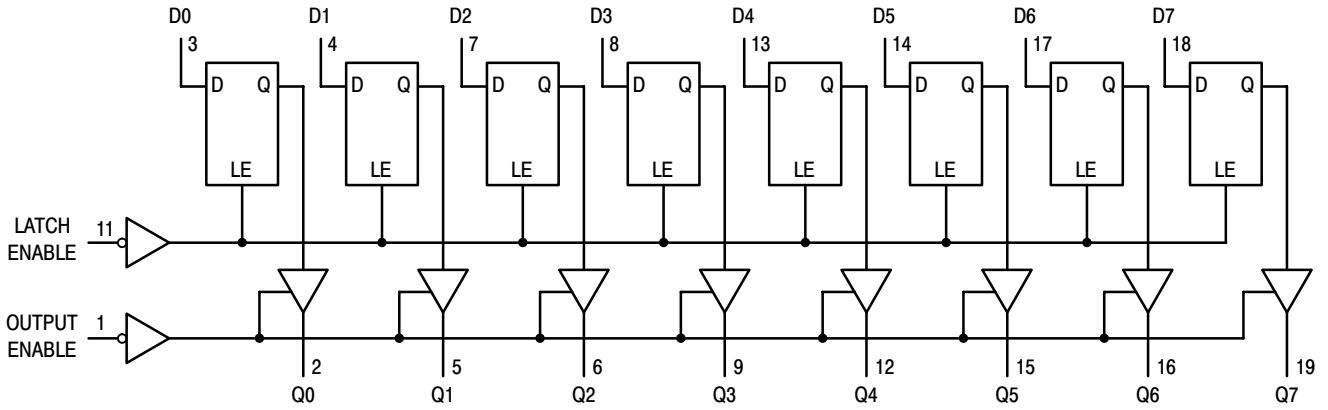 D0 D1 D2 D3 D4 D5 D6 D7
3 4 7 8 13 14 17 18
D Q D Q D Q D Q D Q D Q D Q D Q
LE LE LE LE LE LE LE LE
LATCH
ENABLE
11
OUTPUT
ENABLE
1
2 5 6 9 12 15 16 19
Q0 Q1 Q2 Q3 Q4 Q5 Q6 Q7